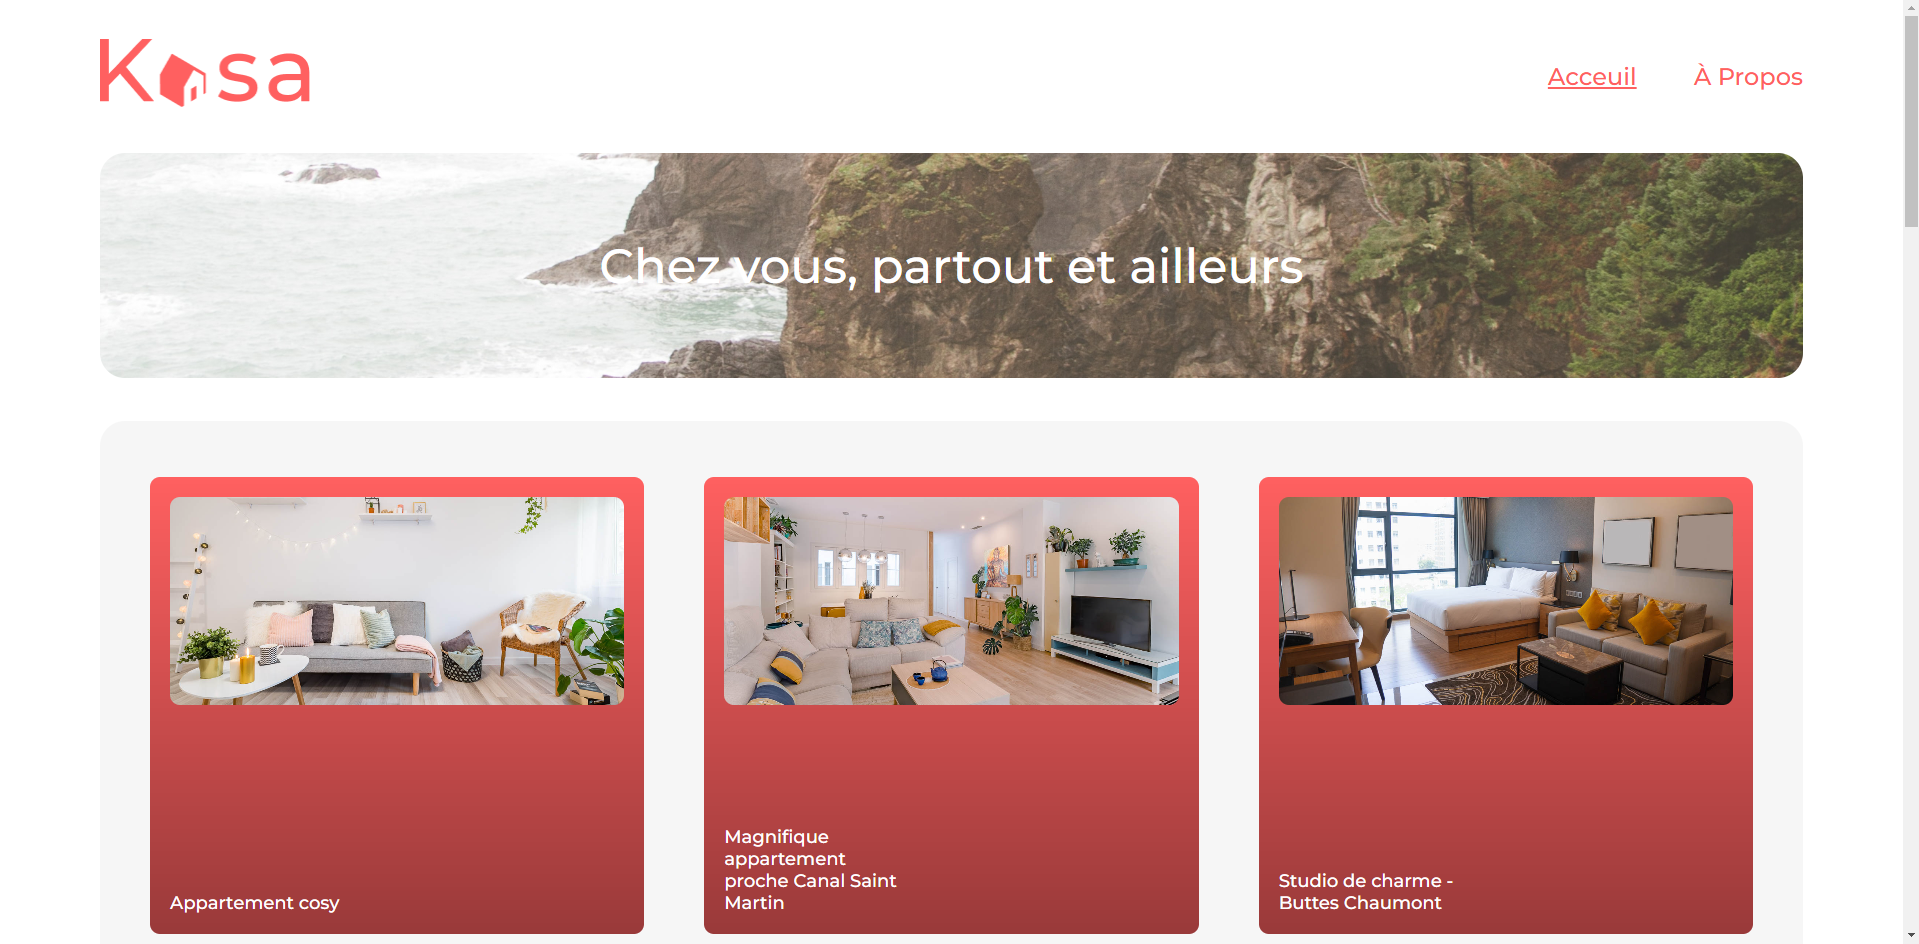 Kasa
Acceuil
À Propos
Chez vous, partout et ailleurs
Appartement cosy
Magnifique
appartement
proche Canal Saint
Martin
Studio de charme -
Buttes Chaumont